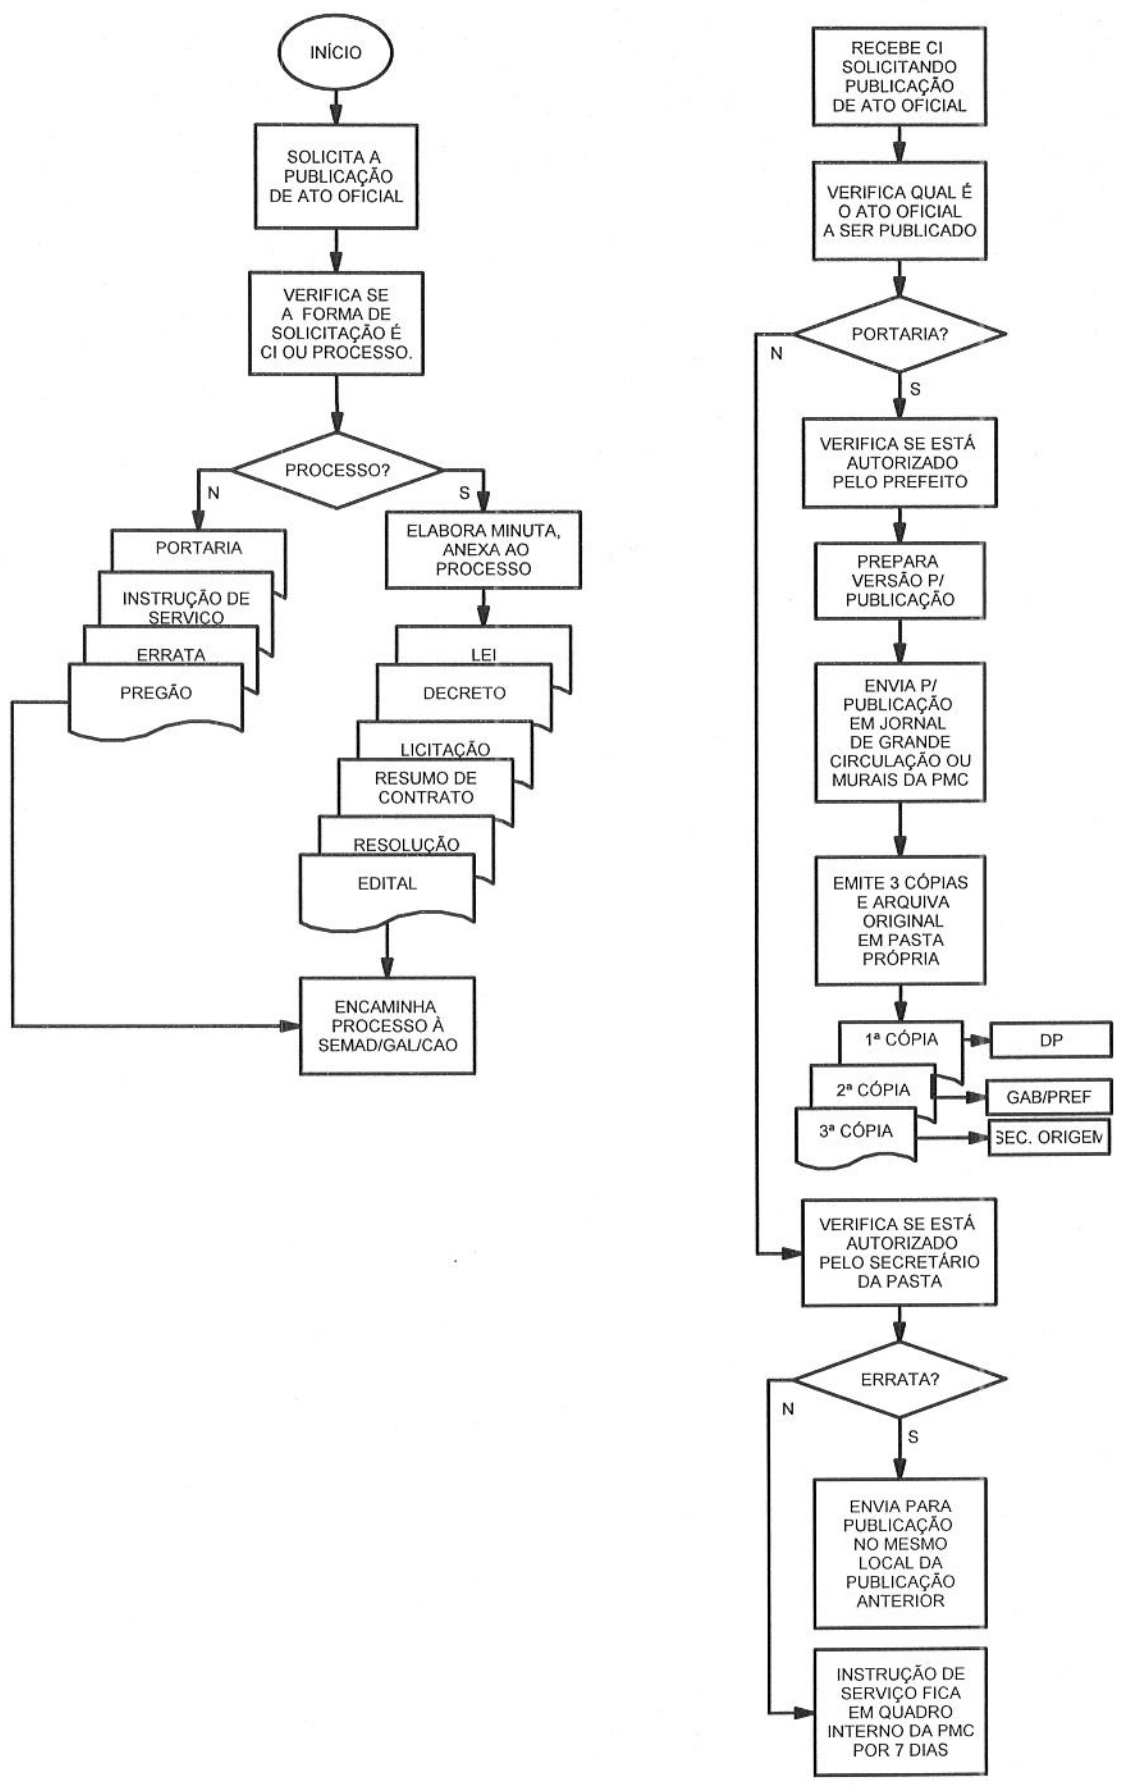 INÍCIO
SOLICITA A
PUBLICAÇÃO
DE ATO OFICIAL
VERIFICA SE
A FORMA DE
SOLICITAÇÃO É
CI OU PROCESSO.
PROCESSO?
N
S
PORTARIA
INSTRUÇÃO DE
SERVICO
ERRATA
PREGÃO
ELABORA MINUTA,
ANEXA AO
PROCESSO
LEI
DECRETO
LICITAÇÃO
RESUMO DE
CONTRATO
RESOLUÇÃO
EDITAL
ENCAMINHA
PROCESSO À
SEMAD/GAL/CAO
RECEBE CI
SOLICITANDO
PUBLICAÇÃO
DE ATO OFICIAL
VERIFICA QUAL É
O ATO OFICIAL
A SER PUBLICADO
PORTARIA?
N
S
VERIFICA SE ESTÁ
AUTORIZADO
PELO PREFEITO
PREPARA
VERSÃO P/
PUBLICAÇÃO
ENVIA P/
PUBLICAÇÃO
EM JORNAL
DE GRANDE
CIRCULAÇÃO OU
MURAIS DA PMC
EMITE 3 CÓPIAS
E ARQUIVA
ORIGINAL
EM PASTA
PRÓPRIA
1ª CÓPIA
DP
2ª CÓPIA
GAB/PREF
3ª CÓPIA
SEC. ORIGEM
VERIFICA SE ESTÁ
AUTORIZADO
PELO SECRETÁRIO
DA PASTA
ERRATA?
N
S
ENVIA PARA
PUBLICAÇÃO
NO MESMO
LOCAL DA
PUBLICAÇÃO
ANTERIOR
INSTRUÇÃO DE
SERVIÇO FICA
EM QUADRO
INTERNO DA PMC
POR 7 DIAS